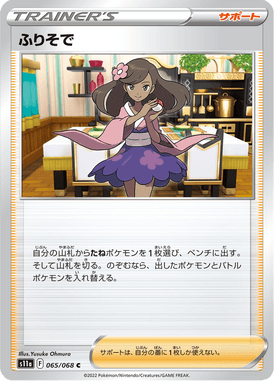 TRAINER'S サポート
ふりそで
自分の山札からたねポケモンを1枚選び、ベンチに出す。
そして山札を切る。のぞむなら、出したポケモンとバトル
ポケモンを入れ替える。
Illus.Yusuke Ohmura
s11a F 065/068 C
サポートは、自分の番に1枚しか使えない。
©2022 Pokémon/Nintendo/Creatures/GAME FREAK.